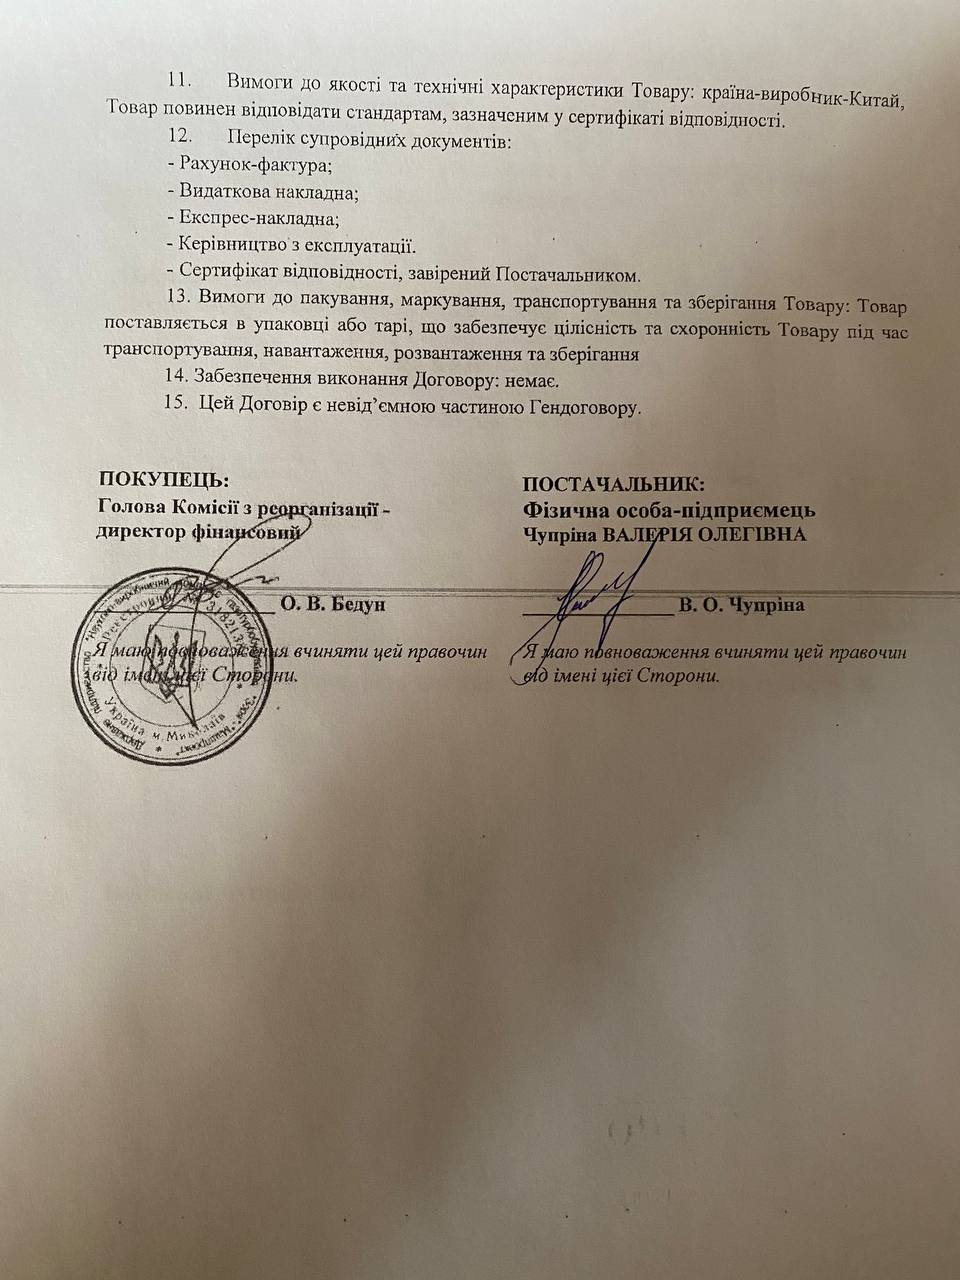 11. Вимоги до якості та технічні характеристики Товару: країна-виробник-Китай,
Товар повинен відповідати стандартам, зазначеним у сертифікаті відповідності.
12. Перелік супровідних документів:
- Рахунок-фактура;
- Видаткова накладна;
- Експрес-накладна;
- Керівництво з експлуатації.
- Сертифікат відповідності, завірений Постачальником.
13. Вимоги до пакування, маркування, транспортування та зберігання Товару: Товар
поставляється в упаковці або тарі, що забезпечує цілісність та схоронність Товару під час
транспортування, навантаження, розвантаження та зберігання
14. Забезпечення виконання Договору: немає.
15. Цей Договір є невід’ємною частиною Гендоговору.
ПОКУПЕЦЬ:
Голова Комісії з реорганізації -
директор фінансовий
О. В. Бедун
Я маю повноваження вчиняти цей правочин
від імені цієї Сторони.
ПОСТАЧАЛЬНИК:
Фізична особа-підприємець
Чупріна ВАЛЕРІЯ ОЛЕГІВНА
В. О. Чупріна
Я маю повноваження вчиняти цей правочин
від імені цієї Сторони.
Україна м. Миколаїв